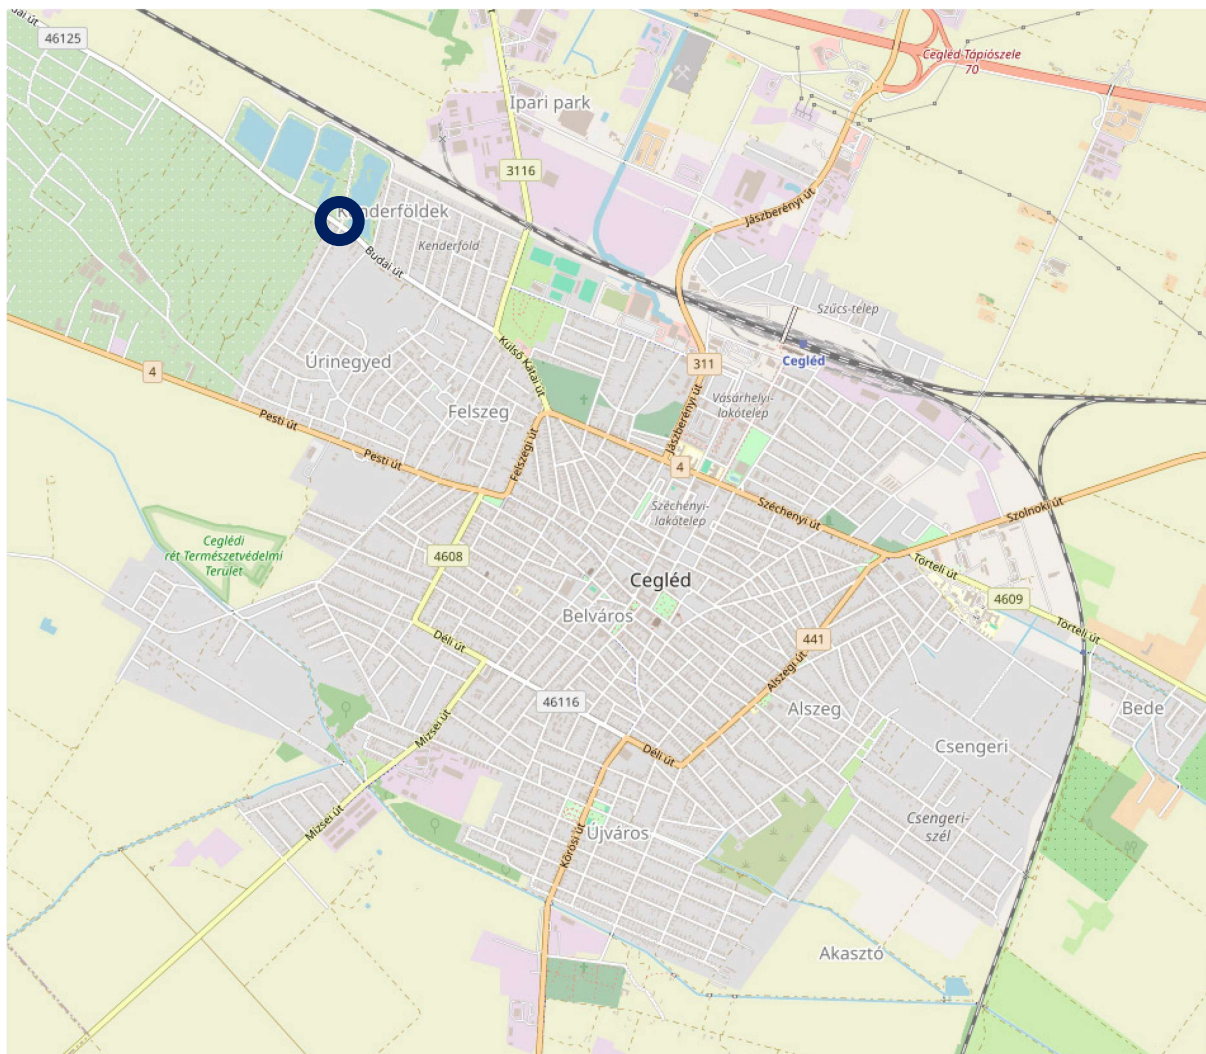 dai út
46125
Cegléd-Tápiószele
70
Ipari park
3116
Jászberényi út
Kenderföldek
Kenderföld
Budai út
Szűcs-telep
Külső Kátai út
Cegléd
311
Úrinegyed
4
Vásárhelyi-
lakótelep
Jászberényi út
Felszeg
Pesti út
Felszegi út
Pesti út
4
Széchenyi-
lakótelep
Széchenyi út
Szolnoki út
Ceglédi
rét Természetvédelmi
Terület
4608
Törteli út
Cegléd
4609
Belváros
Törteli út
Déli út
441
Alszegi út
46116
Alszeg
Bede
Mizsei út
Csengeri
Déli út
Mizsei út
Csengeri-
szél
Újváros
Kőrösi út
Akasztó